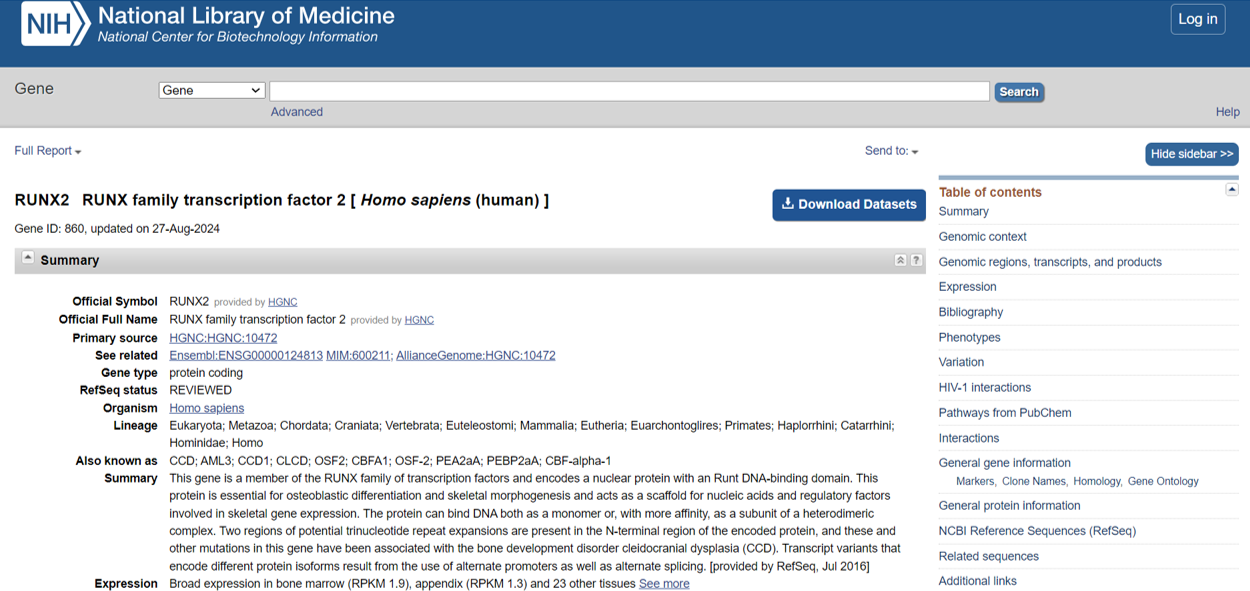 NIH
National Library of Medicine
National Center for Biotechnology Information
Log in
Gene
Gene
Search
Advanced
Help
Full Report
Send to:
Hide sidebar >>
RUNX2 RUNX family transcription factor 2 [ Homo sapiens (human) ]
Download Datasets
Gene ID: 860, updated on 27-Aug-2024
Summary
?
Official Symbol RUNX2 provided by HGNC
Official Full Name RUNX family transcription factor 2 provided by HGNC
Primary source HGNC:HGNC:10472
See related Ensembl:ENSG00000124813 MIM:600211; AllianceGenome:HGNC:10472
Gene type protein coding
RefSeq status REVIEWED
Organism Homo sapiens
Lineage Eukaryota; Metazoa; Chordata; Craniata; Vertebrata; Euteleostomi; Mammalia; Eutheria; Euarchontoglires; Primates; Haplorrhini; Catarrhini;
Hominidae; Homo
Also known as CCD; AML3; CCD1; CLCD; OSF2; CBFA1; OSF-2; PEA2aA; PEBP2aA; CBF-alpha-1
Summary This gene is a member of the RUNX family of transcription factors and encodes a nuclear protein with an Runt DNA-binding domain. This
protein is essential for osteoblastic differentiation and skeletal morphogenesis and acts as a scaffold for nucleic acids and regulatory factors
involved in skeletal gene expression. The protein can bind DNA both as a monomer or, with more affinity, as a subunit of a heterodimeric
complex. Two regions of potential trinucleotide repeat expansions are present in the N-terminal region of the encoded protein, and these and
other mutations in this gene have been associated with the bone development disorder cleidocranial dysplasia (CCD). Transcript variants that
encode different protein isoforms result from the use of alternate promoters as well as alternate splicing. [provided by RefSeq, Jul 2016]
Expression Broad expression in bone marrow (RPKM 1.9), appendix (RPKM 1.3) and 23 other tissues See more
Table of contents
Summary
Genomic context
Genomic regions, transcripts, and products
Expression
Bibliography
Phenotypes
Variation
HIV-1 interactions
Pathways from PubChem
Interactions
General gene information
Markers, Clone Names, Homology, Gene Ontology
General protein information
NCBI Reference Sequences (RefSeq)
Related sequences
Additional links